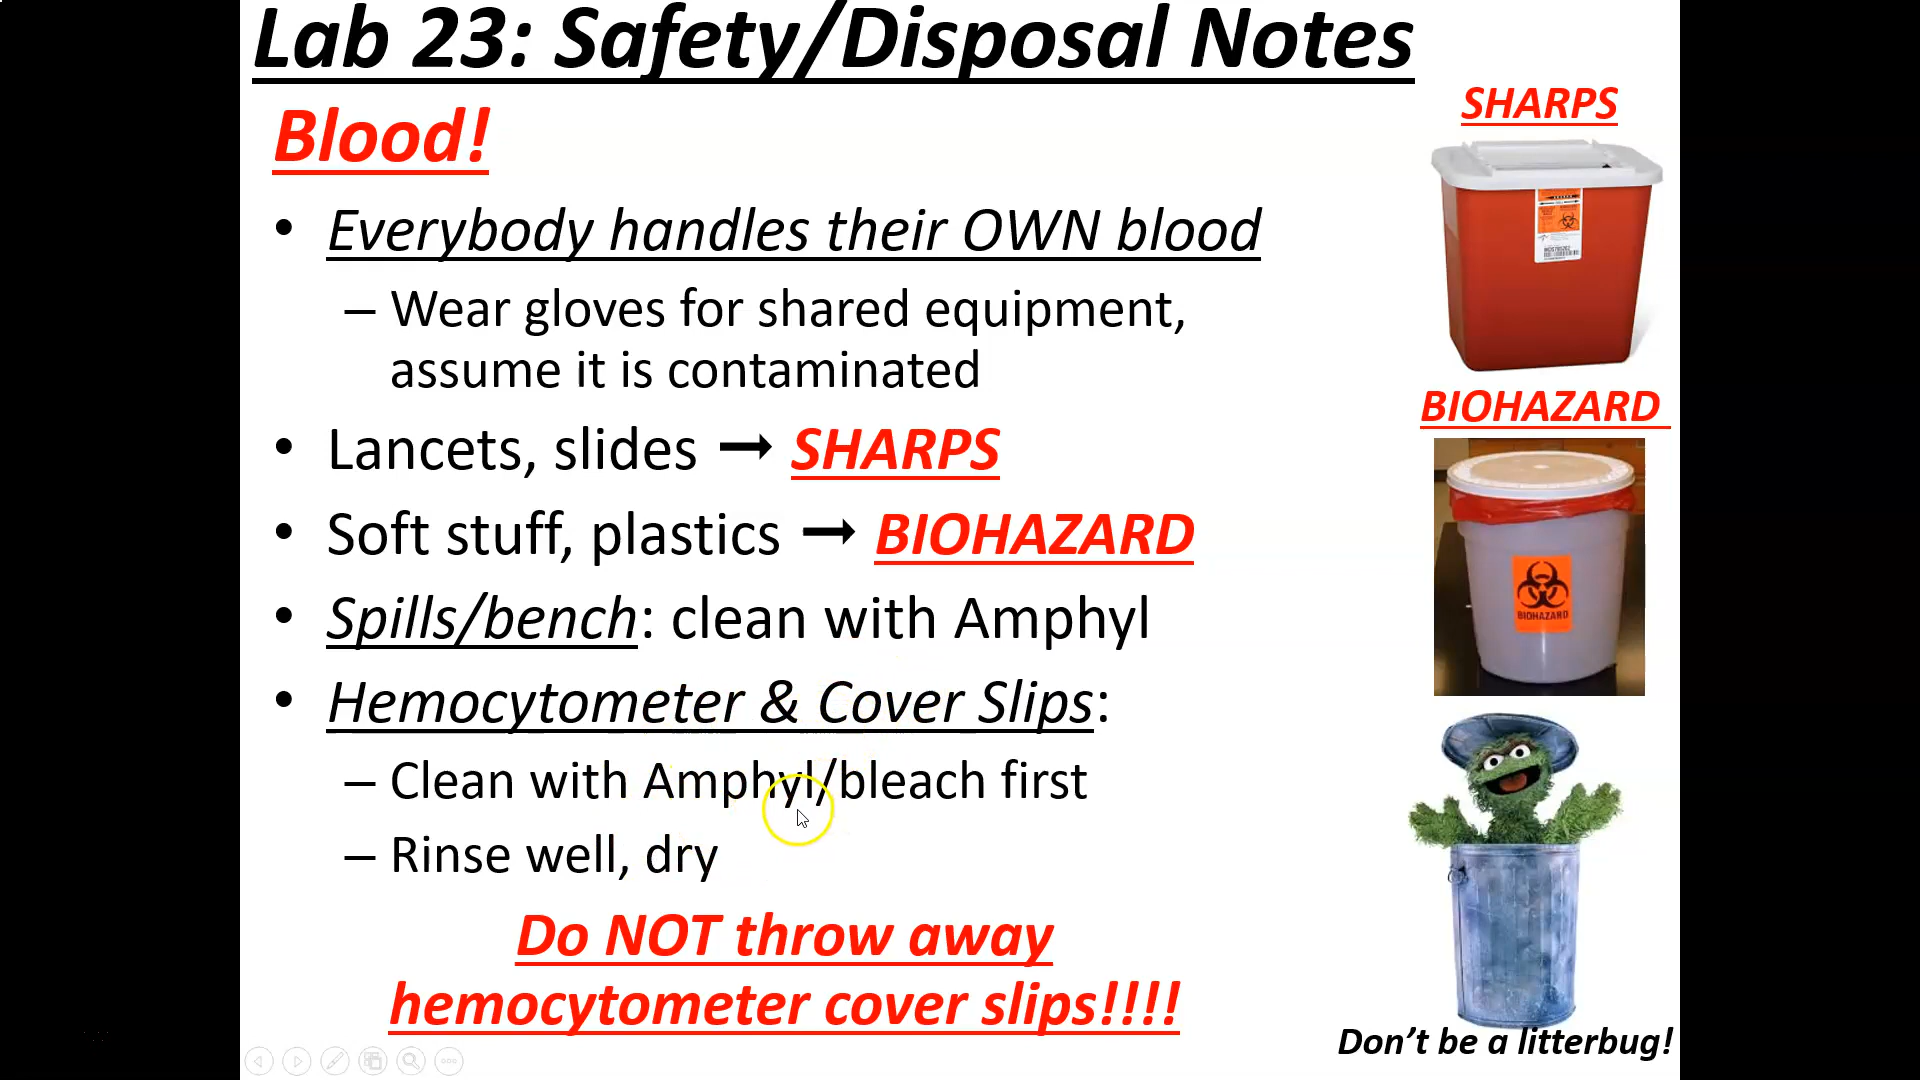 Lab 23: Safety/Disposal Notes
Blood!
• Everybody handles their OWN blood
– Wear gloves for shared equipment,
assume it is contaminated
• Lancets, slides → SHARPS
• Soft stuff, plastics → BIOHAZARD
• Spills/bench: clean with Amphyl
• Hemocytometer & Cover Slips:
– Clean with Amphyl/bleach first
– Rinse well, dry
Do NOT throw away
hemocytometer cover slips!!!!
SHARPS
BIOHAZARD
BIOHAZARD
Don’t be a litterbug!